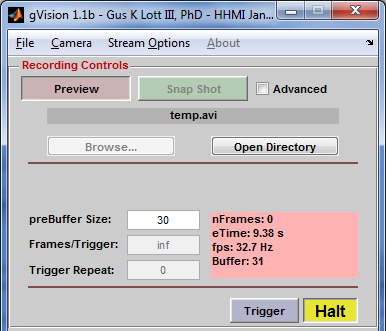 gVision 1.1b - Gus K Lott III, PhD - HHMI Jan...
File Camera Stream Options About
Recording Controls
Preview Snap Shot Advanced
temp.avi
Browse... Open Directory
preBuffer Size: 30
Frames/Trigger: inf
Trigger Repeat: 0
nFrames: 0
eTime: 9.38 s
fps: 32.7 Hz
Buffer: 31
Trigger Halt